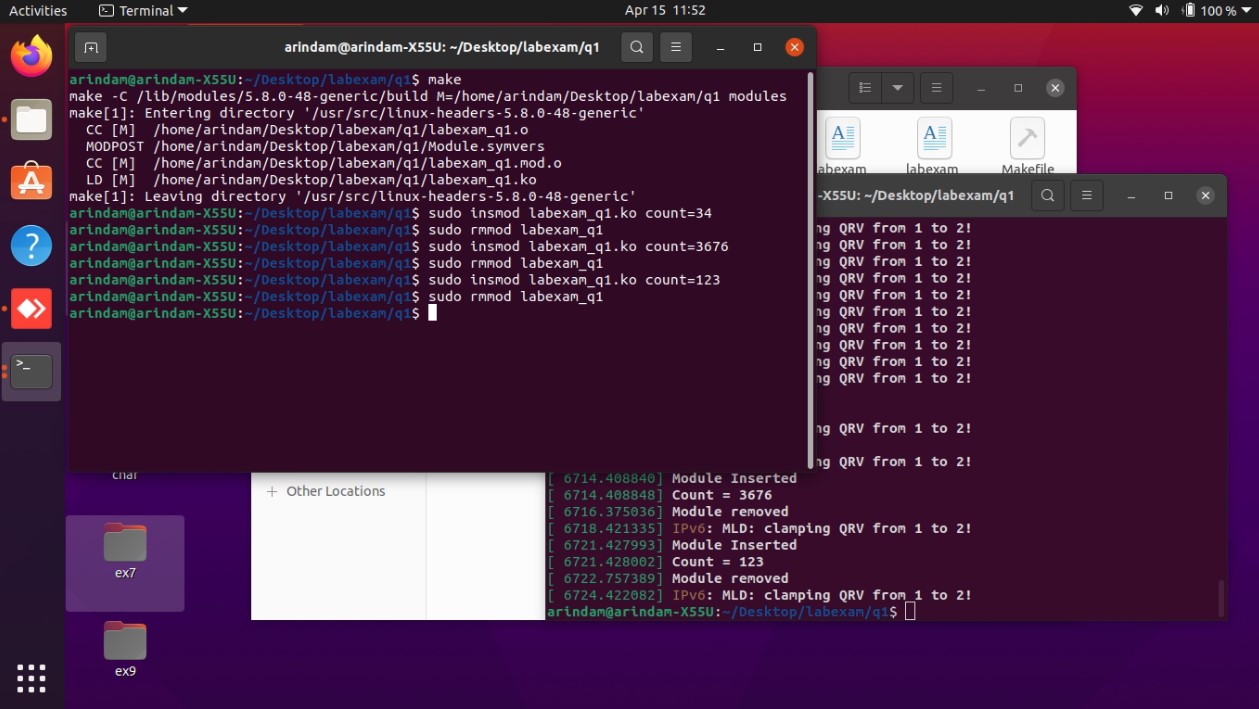 Activities
Terminal
Apr 15 11:52
100 %
arindam@arindam-X55U: ~/Desktop/labexam/q1
arindam@arindam-X55U:~/Desktop/labexam/q1$ make
make -C /lib/modules/5.8.0-48-generic/build M=/home/arindam/Desktop/labexam/q1 modules
make[1]: Entering directory '/usr/src/linux-headers-5.8.0-48-generic'
CC [M] /home/arindam/Desktop/labexam/q1/labexam_q1.o
MODPOST /home/arindam/Desktop/labexam/q1/Module.symvers
CC [M] /home/arindam/Desktop/labexam/q1/labexam_q1.mod.o
LD [M] /home/arindam/Desktop/labexam/q1/labexam_q1.ko
make[1]: Leaving directory '/usr/src/linux-headers-5.8.0-48-generic'
arindam@arindam-X55U:~/Desktop/labexam/q1$ sudo insmod labexam_q1.ko count=34
arindam@arindam-X55U:~/Desktop/labexam/q1$ sudo rmmod labexam_q1
arindam@arindam-X55U:~/Desktop/labexam/q1$ sudo insmod labexam_q1.ko count=3676
arindam@arindam-X55U:~/Desktop/labexam/q1$ sudo rmmod labexam_q1
arindam@arindam-X55U:~/Desktop/labexam/q1$ sudo insmod labexam_q1.ko count=123
arindam@arindam-X55U:~/Desktop/labexam/q1$ sudo rmmod labexam_q1
arindam@arindam-X55U:~/Desktop/labexam/q1$
abexam
labexam
Makefile
-X55U: ~/Desktop/labexam/q1
ng QRV from 1 to 2!
ng QRV from 1 to 2!
ng QRV from 1 to 2!
ng QRV from 1 to 2!
ng QRV from 1 to 2!
ng QRV from 1 to 2!
ng QRV from 1 to 2!
ng QRV from 1 to 2!
ng QRV from 1 to 2!
ng QRV from 1 to 2!
ng QRV from 1 to 2!
ng QRV from 1 to 2!
[ 6714.408840] Module Inserted
[ 6714.408848] Count = 3676
[ 6716.375036] Module removed
[ 6718.421335] IPv6: MLD: clamping QRV from 1 to 2!
[ 6721.427993] Module Inserted
[ 6721.428002] Count = 123
[ 6722.757389] Module removed
[ 6724.422082] IPv6: MLD: clamping QRV from 1 to 2!
arindam@arindam-X55U:~/Desktop/labexam/q1$
char
Other Locations
ex7
ex9